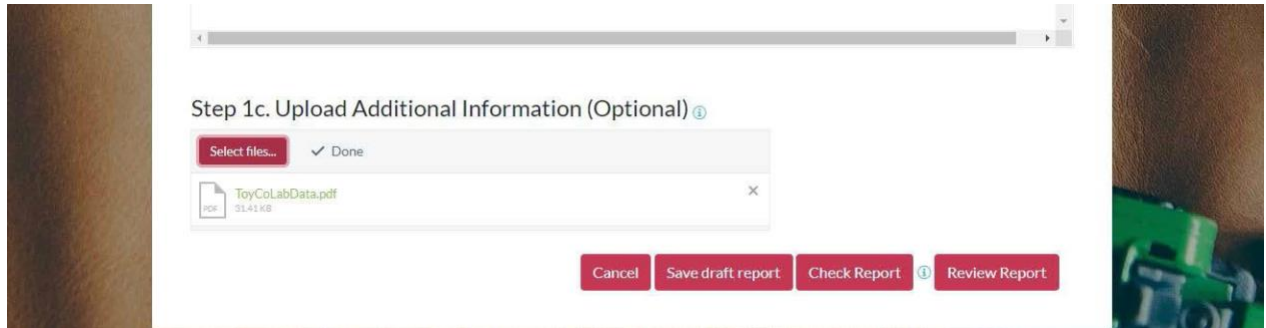 Step 1c. Upload Additional Information (Optional)
Select files... Done
ToyCoLabData.pdf
PDF 31.41 KB
Cancel Save draft report Check Report Review Report